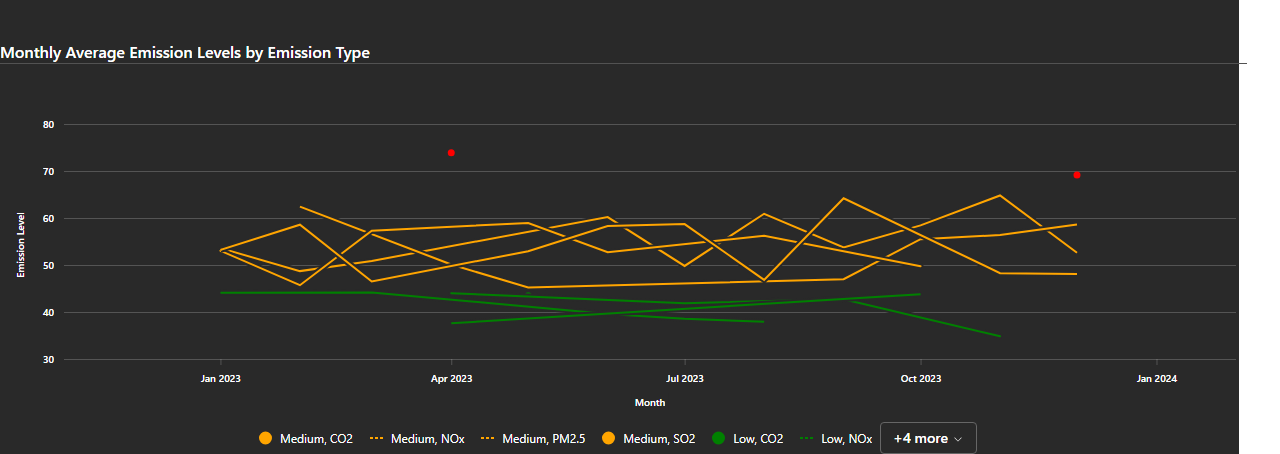 Monthly Average Emission Levels by Emission Type
80
70
60
50
40
30
Emission Level
Jan 2023 Apr 2023 Jul 2023 Oct 2023 Jan 2024
Month
Medium, CO2 Medium, NOx Medium, PM2.5 Medium, SO2 Low, CO2 Low, NOx +4 more